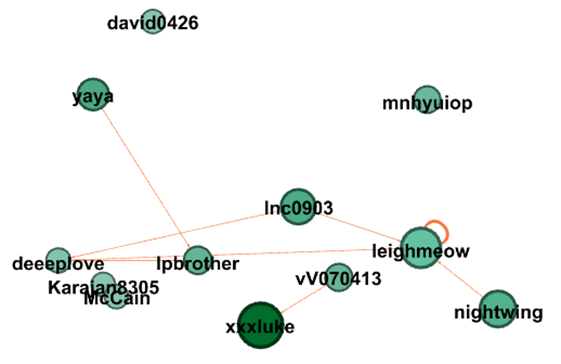 david0426
yaya
mnhyuiop
lnc0903
leighmeow
deeeplove
lpbrother
vV070413
Karajan8305
McCain
nightwing
xxxluke